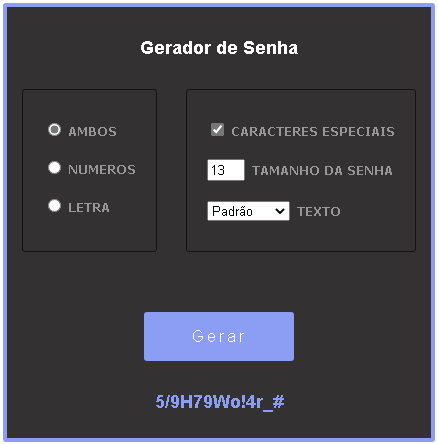 Gerador de Senha
AMBOS
NUMEROS
LETRA
CARACTERES ESPECIAIS
13 TAMANHO DA SENHA
Padrão TEXTO
Gerar
5/9H79Wo!4r_#